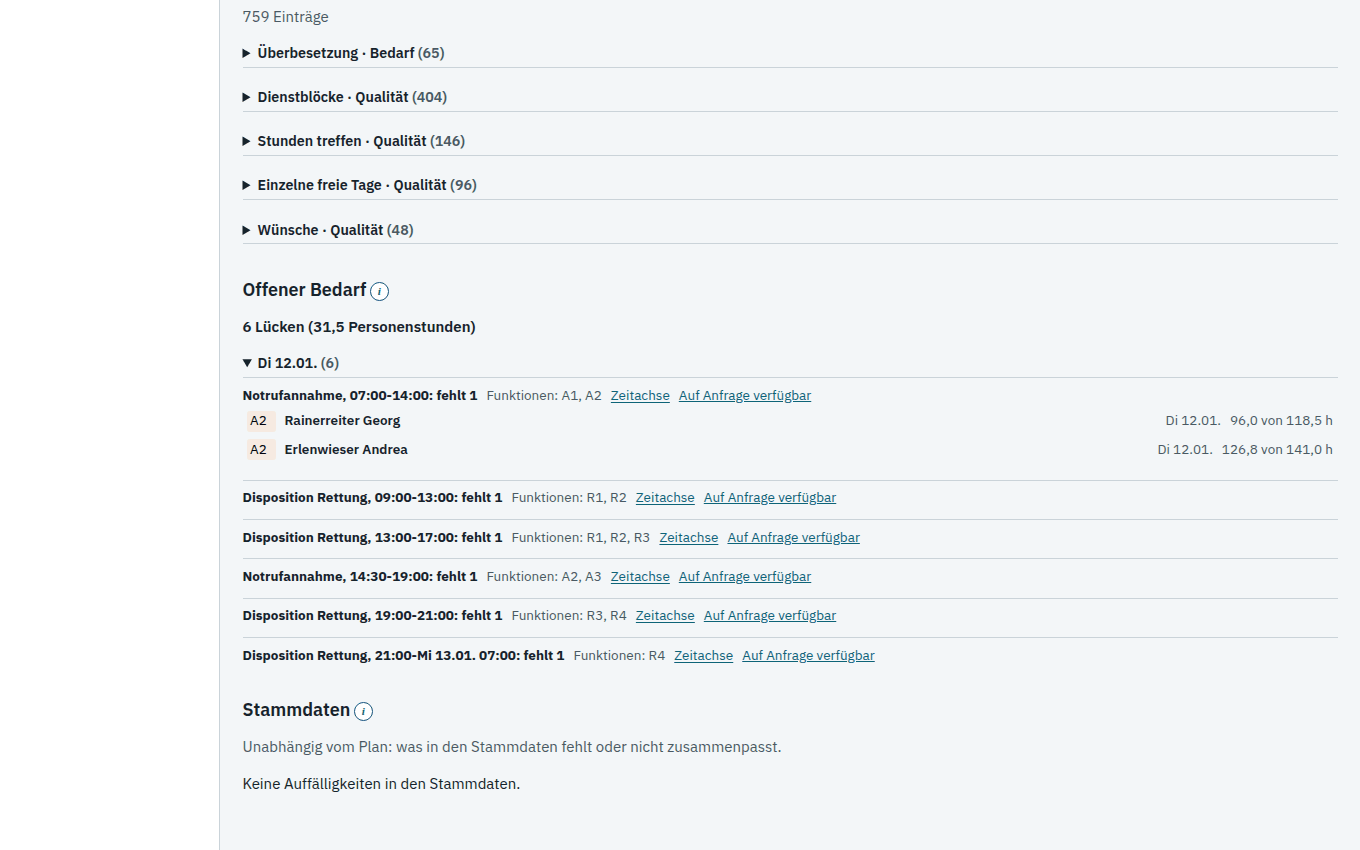 759 Einträge
▶ Überbesetzung · Bedarf (65)
▶ Dienstblöcke · Qualität (404)
▶ Stunden treffen · Qualität (146)
▶ Einzelne freie Tage · Qualität (96)
▶ Wünsche · Qualität (48)
Offener Bedarf i
6 Lücken (31,5 Personenstunden)
▼ Di 12.01. (6)
Notrufannahme, 07:00-14:00: fehlt 1 Funktionen: A1, A2 Zeitachse Auf Anfrage verfügbar
A2 Rainerreiter Georg Di 12.01. 96,0 von 118,5 h
A2 Erlenwieser Andrea Di 12.01. 126,8 von 141,0 h
Disposition Rettung, 09:00-13:00: fehlt 1 Funktionen: R1, R2 Zeitachse Auf Anfrage verfügbar
Disposition Rettung, 13:00-17:00: fehlt 1 Funktionen: R1, R2, R3 Zeitachse Auf Anfrage verfügbar
Notrufannahme, 14:30-19:00: fehlt 1 Funktionen: A2, A3 Zeitachse Auf Anfrage verfügbar
Disposition Rettung, 19:00-21:00: fehlt 1 Funktionen: R3, R4 Zeitachse Auf Anfrage verfügbar
Disposition Rettung, 21:00-Mi 13.01. 07:00: fehlt 1 Funktionen: R4 Zeitachse Auf Anfrage verfügbar
Stammdaten i
Unabhängig vom Plan: was in den Stammdaten fehlt oder nicht zusammenpasst.
Keine Auffälligkeiten in den Stammdaten.